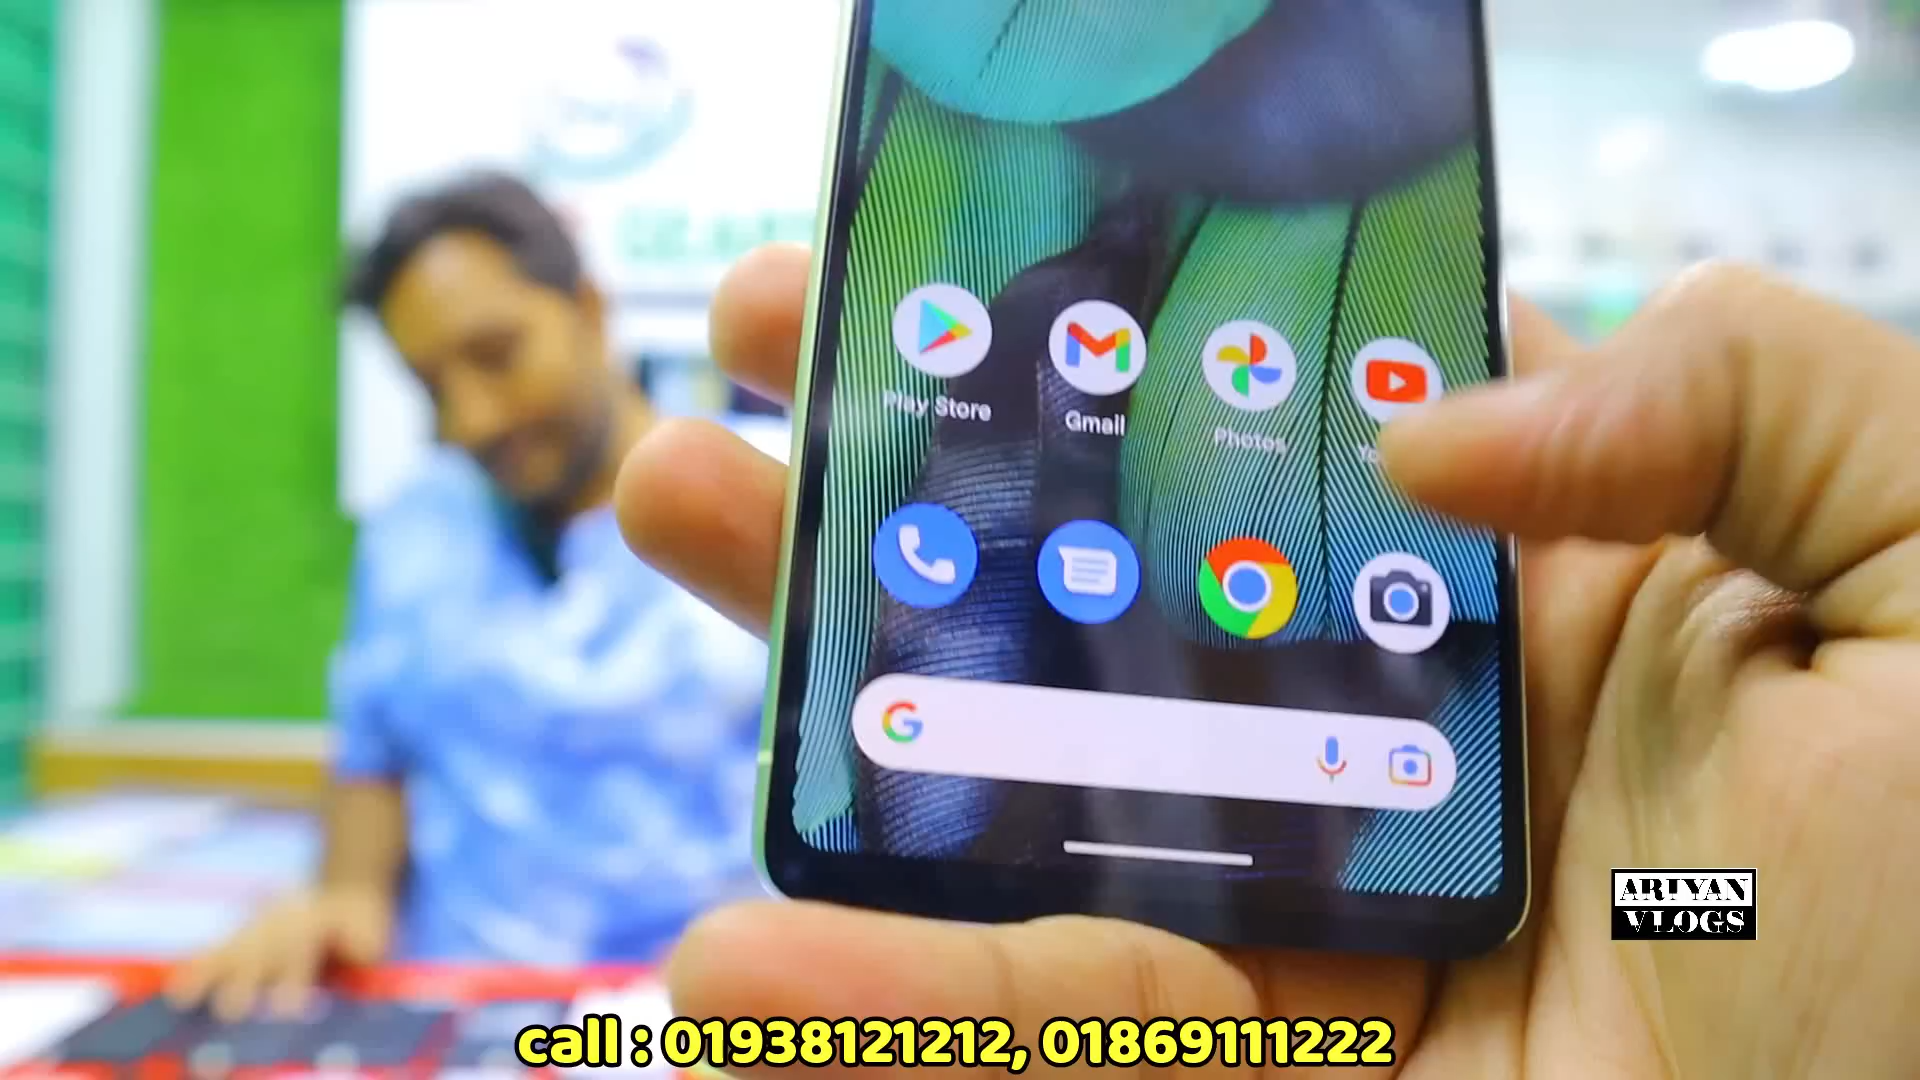 Play Store
Gmail
Photos
G
ARIYAN
VLOGS
call : 01938121212, 01869111222